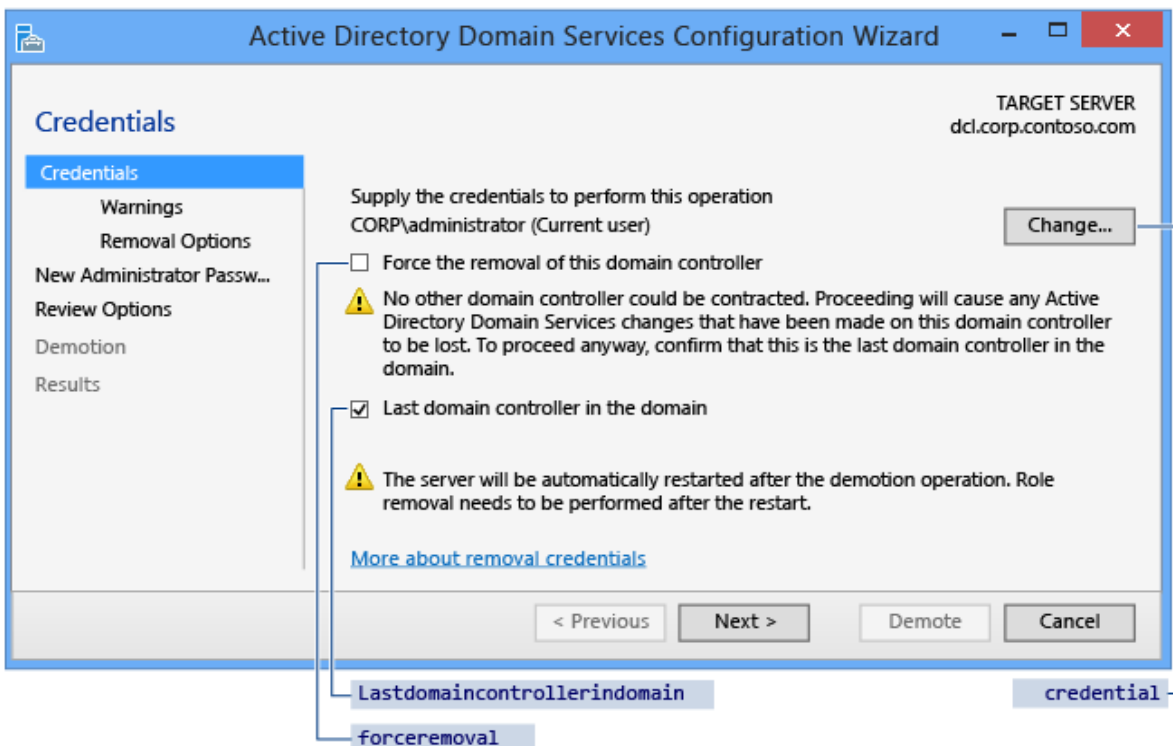 Active Directory Domain Services Configuration Wizard
Credentials
TARGET SERVER
dcl.corp.contoso.com
Credentials
Warnings
Removal Options
New Administrator Passw...
Review Options
Demotion
Results
Supply the credentials to perform this operation
CORP\administrator (Current user)
Change...
Force the removal of this domain controller
No other domain controller could be contracted. Proceeding will cause any Active
Directory Domain Services changes that have been made on this domain controller
to be lost. To proceed anyway, confirm that this is the last domain controller in the
domain.
Last domain controller in the domain
The server will be automatically restarted after the demotion operation. Role
removal needs to be performed after the restart.
More about removal credentials
< Previous
Next >
Demote
Cancel
Lastdomaincontrollerindomain
credential
forceremoval